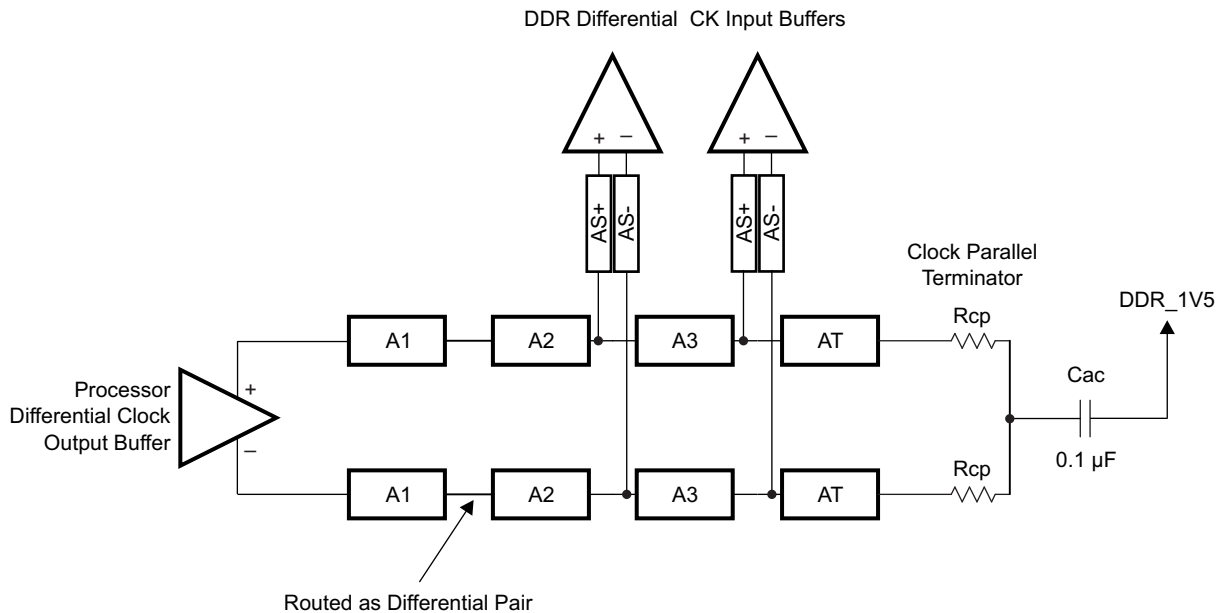 DDR Differential CK Input Buffers
+ −
+ −
AS+
AS-
AS+
AS-
Clock Parallel
Terminator
DDR_1V5
Rcp
A1
A2
A3
AT
Cac
Processor
Differential Clock
Output Buffer
+
−
0.1 µF
Rcp
A1
A2
A3
AT
Routed as Differential Pair